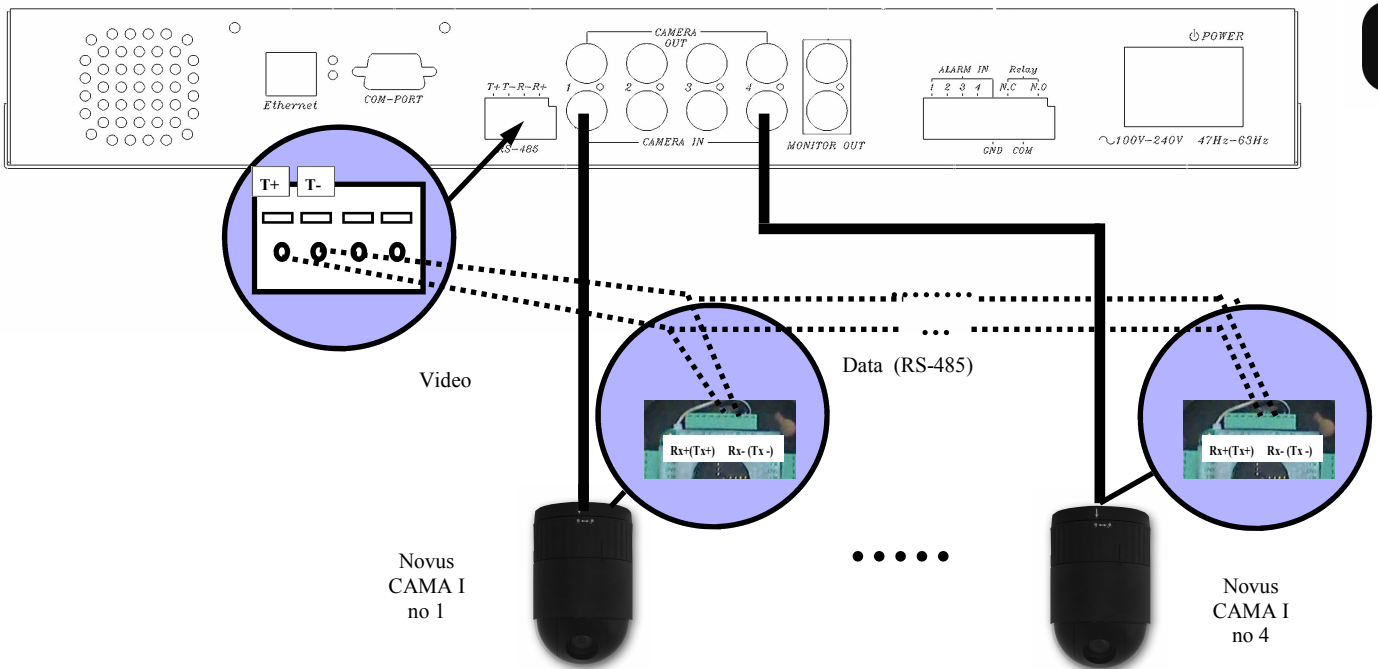 ⏻ POWER
CAMERA
OUT
ALARM IN Relay
1 2 3 4 N.C N.O
Ethernet
COM-PORT
T+T-R-R+
1 2 3 4
RS-485
CAMERA IN
MONITOR OUT
GND COM
100V-240V 47Hz-63Hz
T+ T-
Video
Data (RS-485)
Rx+(Tx+) Rx- (Tx -)
Rx+(Tx+) Rx- (Tx -)
Novus
CAMA I
no 1
Novus
CAMA I
no 4